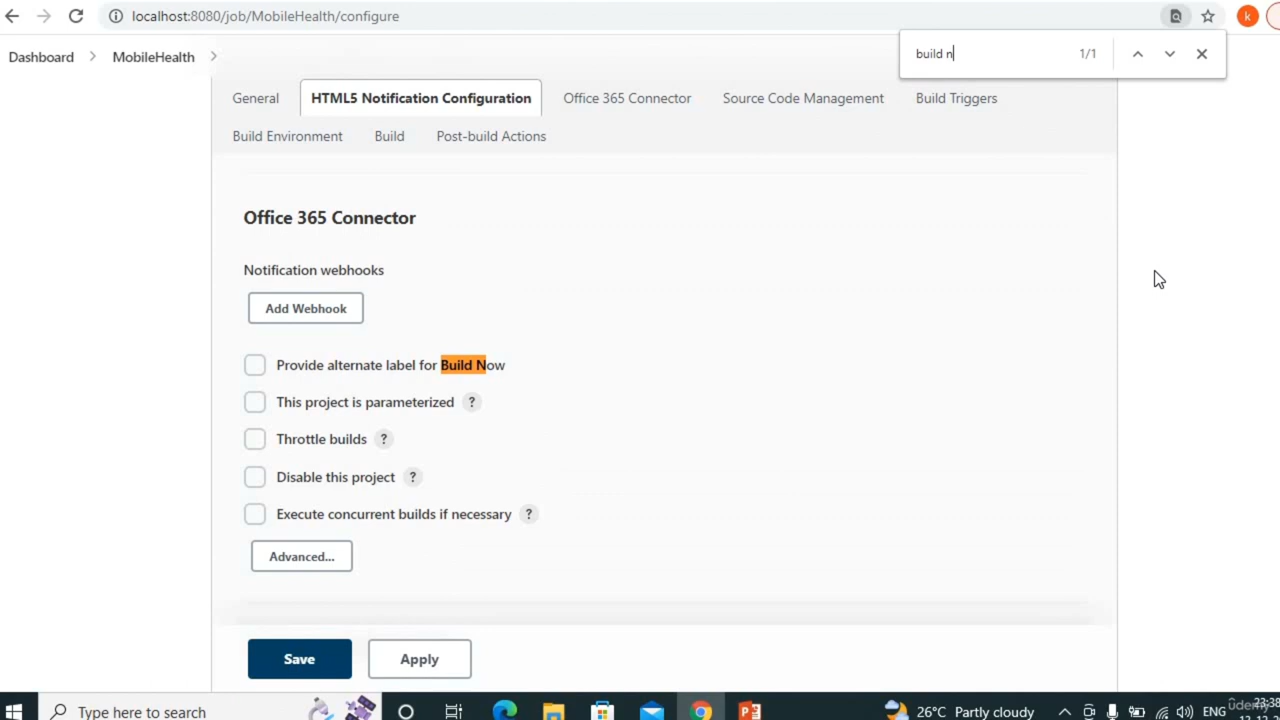 localhost:8080/job/MobileHealth/configure
k
build n
1/1
Dashboard
MobileHealth
General
HTML5 Notification Configuration
Office 365 Connector
Source Code Management
Build Triggers
Build Environment
Build
Post-build Actions
Office 365 Connector
Notification webhooks
Add Webhook
Provide alternate label for Build Now
This project is parameterized ?
Throttle builds ?
Disable this project ?
Execute concurrent builds if necessary ?
Advanced...
Save
Apply
Type here to search
26°C Partly cloudy
ENG
udemy